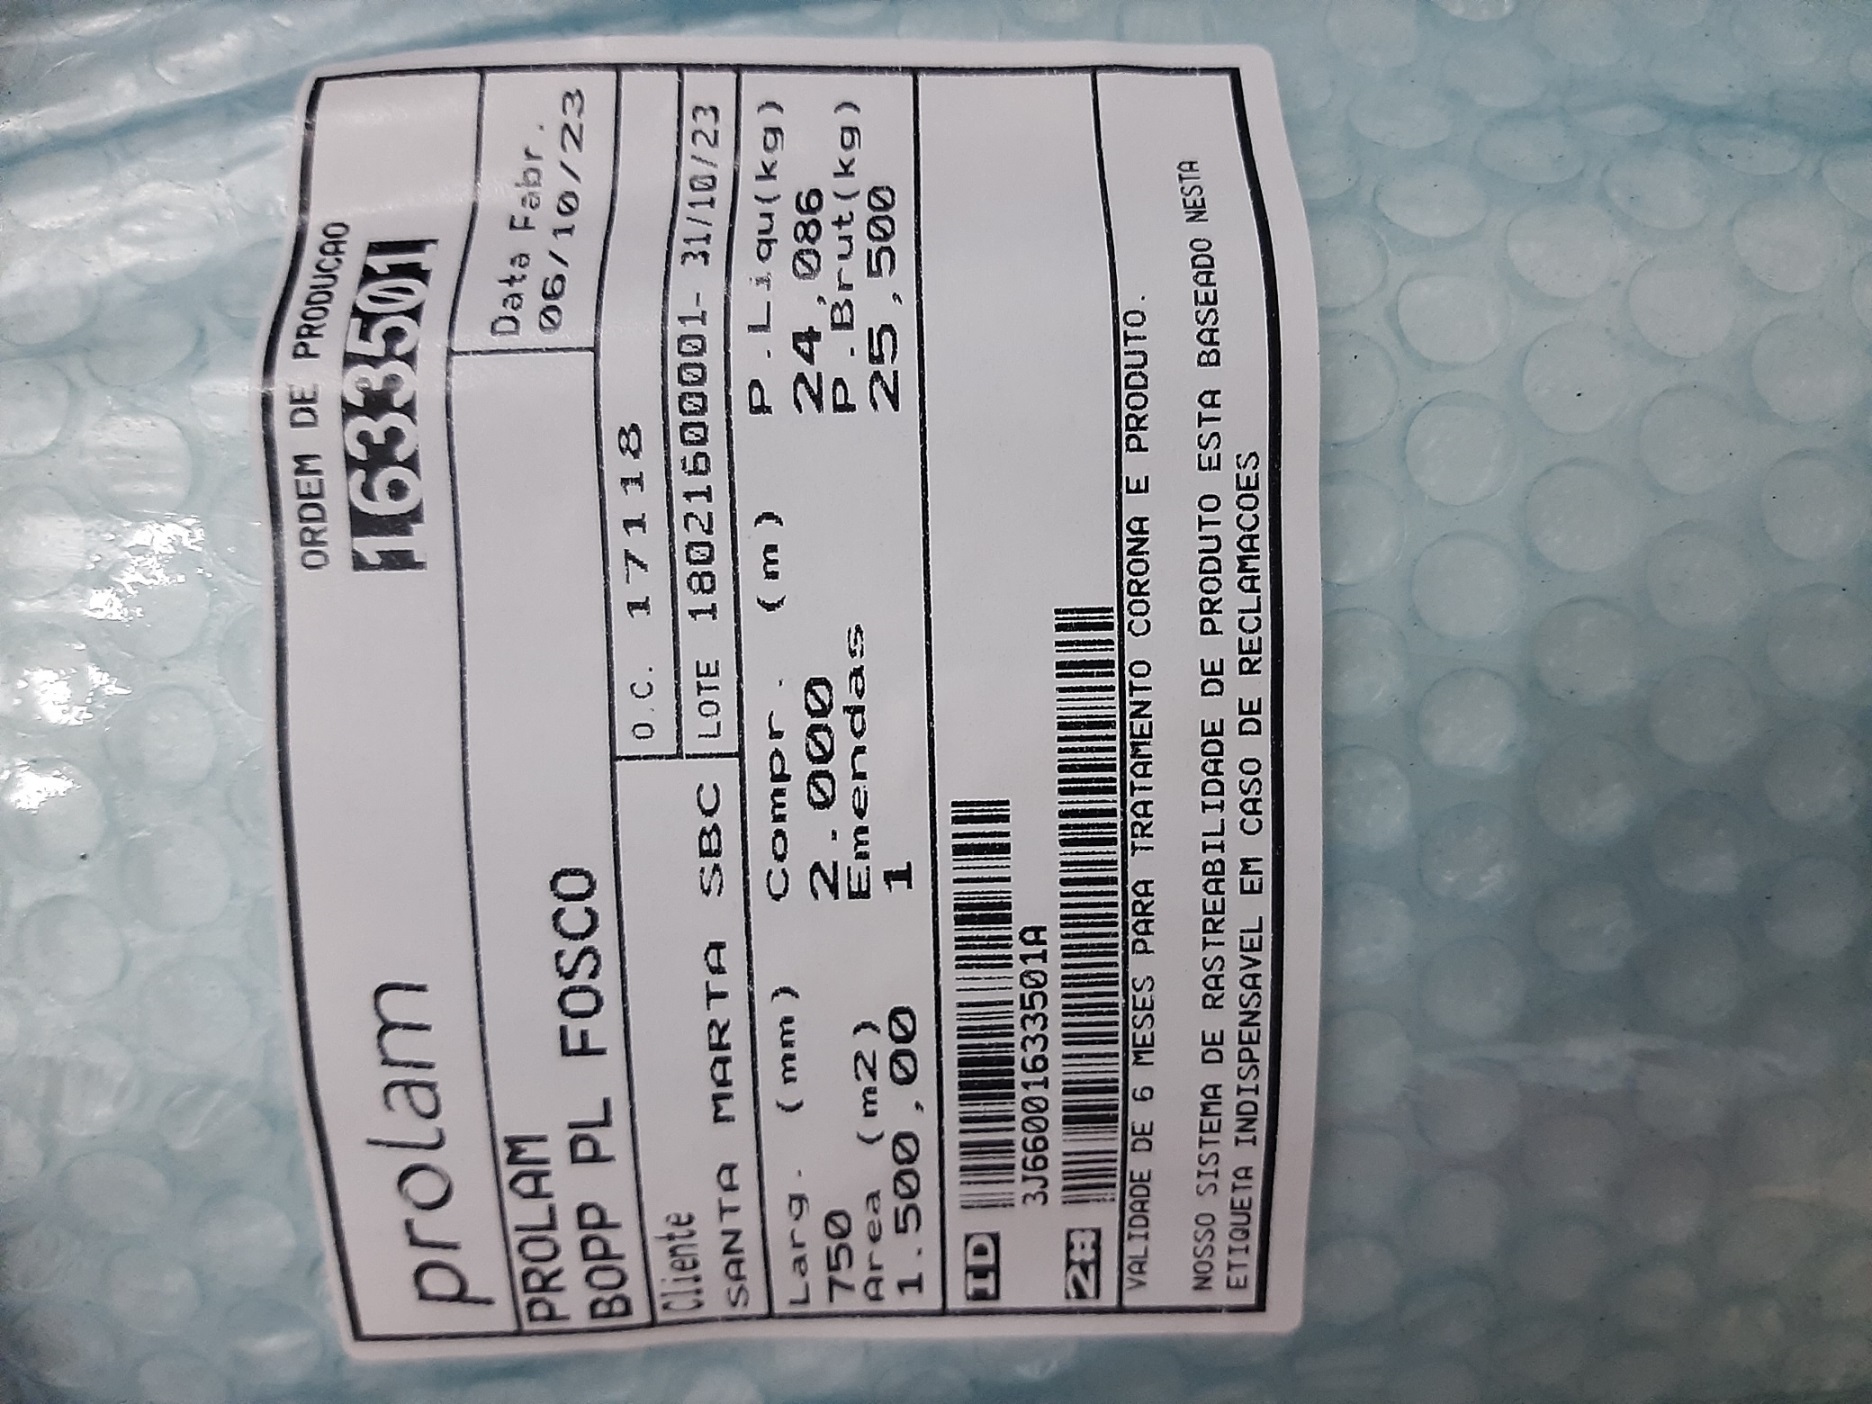 prolam
ORDEM DE PRODUCAO
1633501
PROLAM
BOPP PL FOSCO
Data Fabr.
06/10/23
Cliente
SANTA MARTA SBC
O.C. 17118
LOTE 18021600001- 31/10/23
Larg. (mm) Compr. (m) P.Liqu(kg)
750 2.000 24,086
Area (m2) Emendas P.Brut(kg)
1.500,00 1 25,500
ID
3J66001633501A
VALIDADE DE 6 MESES PARA TRATAMENTO CORONA E PRODUTO.
NOSSO SISTEMA DE RASTREABILIDADE DE PRODUTO ESTA BASEADO NESTA
ETIQUETA INDISPENSAVEL EM CASO DE RECLAMACOES